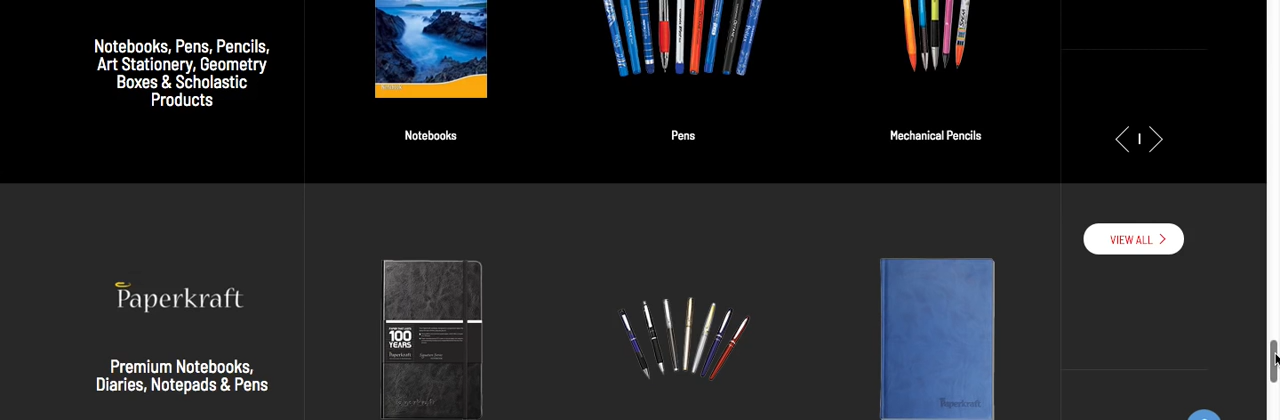 Notebooks, Pens, Pencils,
Art Stationery, Geometry
Boxes & Scholastic
Products
Notebooks
Pens
Mechanical Pencils
VIEW ALL
Paperkraft
Premium Notebooks,
Diaries, Notepads & Pens
100
YEARS
Paperkraft
Paperkraft